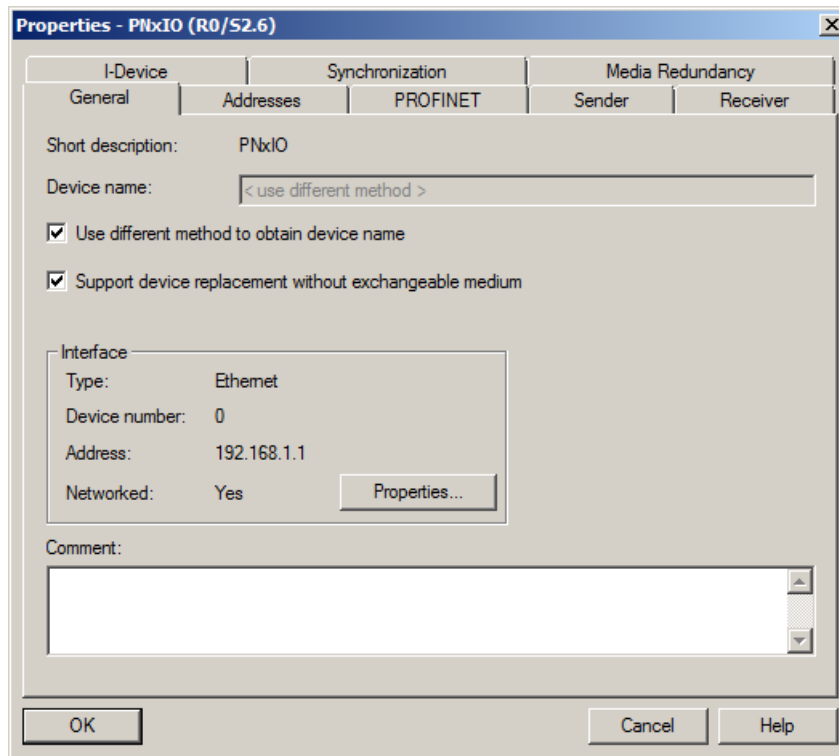 Properties - PNxIO (R0/S2.6)
I-Device Synchronization Media Redundancy
General Addresses PROFINET Sender Receiver
Short description: PNxIO
Device name: < use different method >
Use different method to obtain device name
Support device replacement without exchangeable medium
Interface
Type: Ethernet
Device number: 0
Address: 192.168.1.1
Networked: Yes Properties...
Comment:
OK Cancel Help